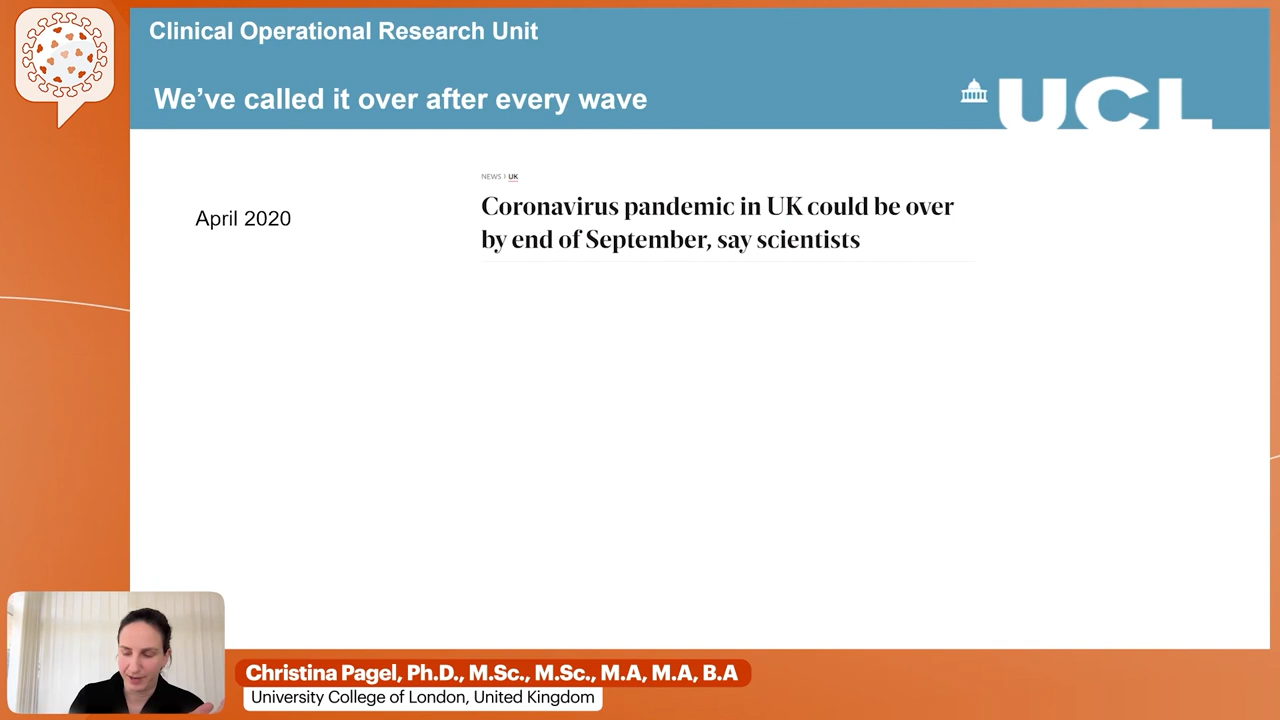 Clinical Operational Research Unit
We've called it over after every wave
UCL
NEWS | UK
April 2020
Coronavirus pandemic in UK could be over
by end of September, say scientists
Christina Pagel, Ph.D., M.Sc., M.Sc., M.A, M.A, B.A
University College of London, United Kingdom